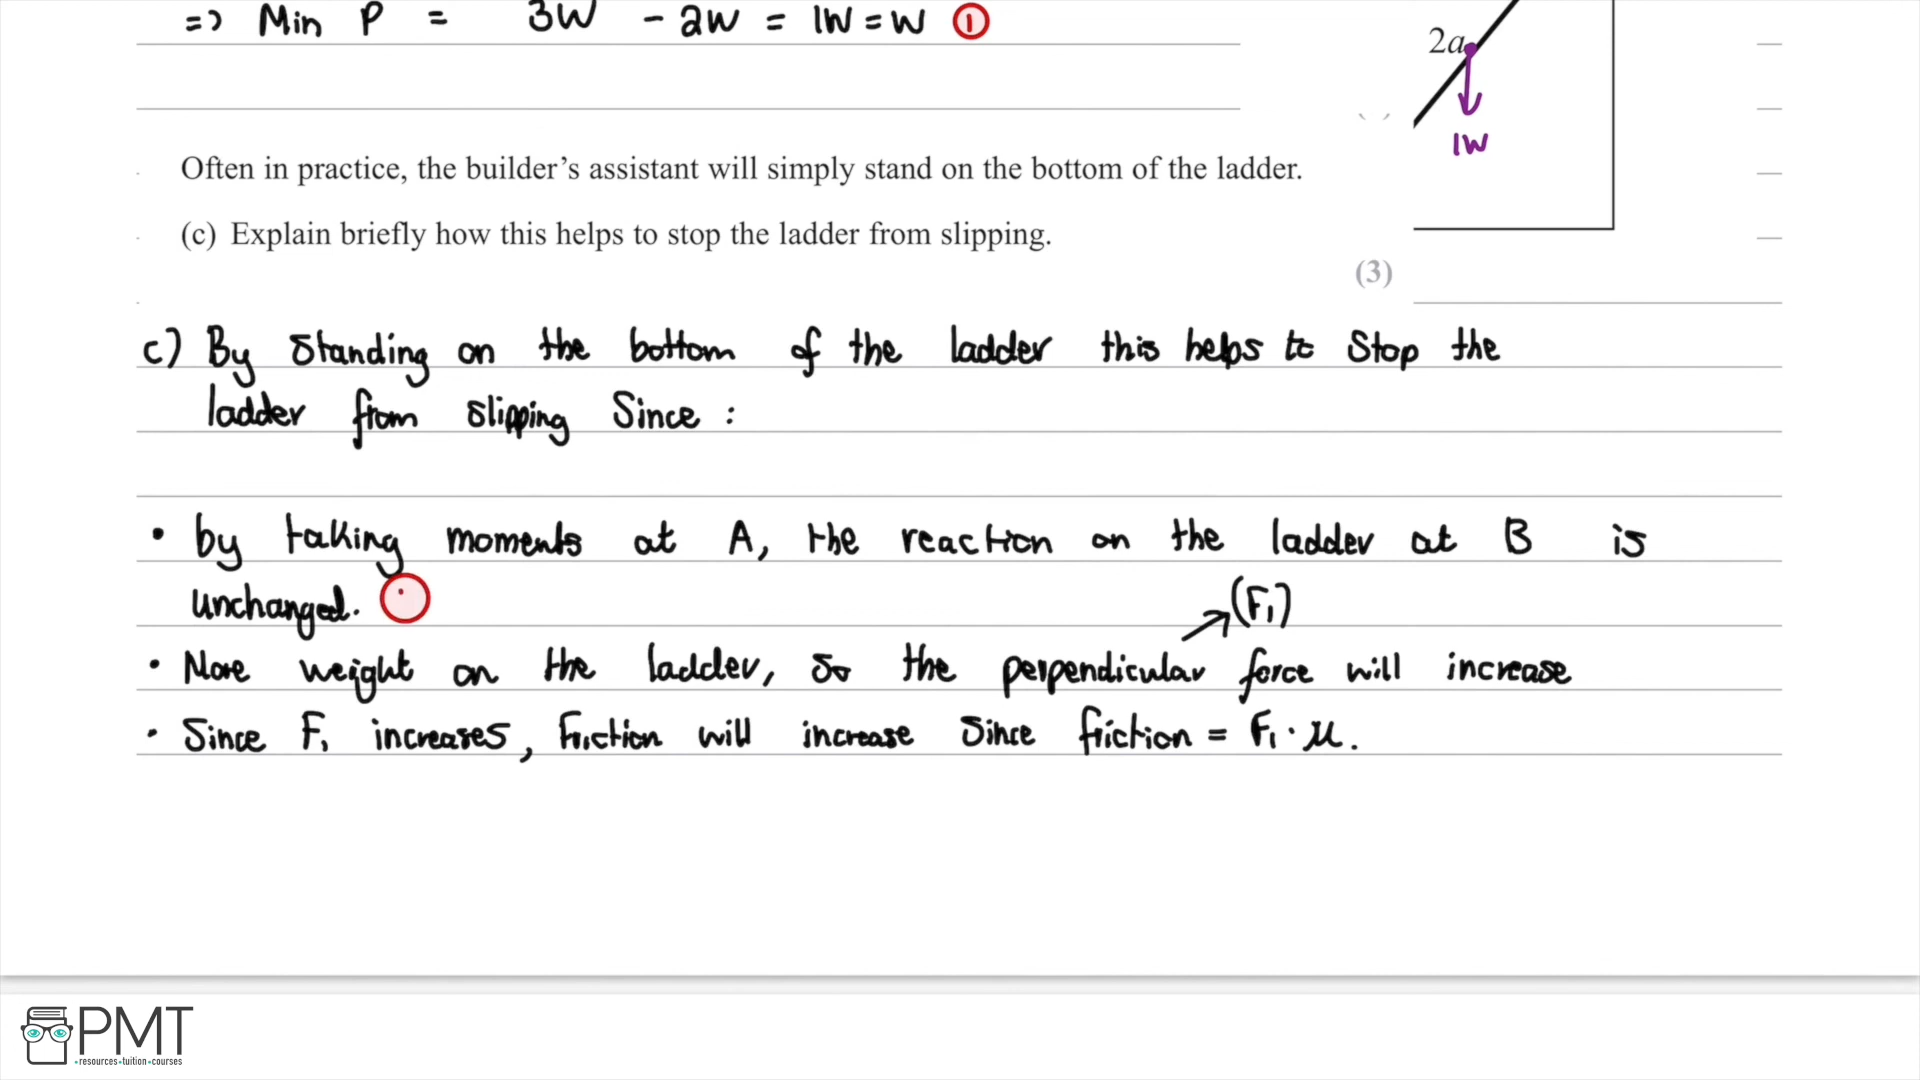 => Min P = 3W - 2W = 1W = W ①
2a
1W
Often in practice, the builder's assistant will simply stand on the bottom of the ladder.
(c) Explain briefly how this helps to stop the ladder from slipping.
(3)
c) By standing on the bottom of the ladder this helps to stop the
ladder from slipping since :
• by taking moments at A, the reaction on the ladder at B is
unchanged.
(F₁)
• More weight on the ladder, so the perpendicular force will increase
• Since F₁ increases, friction will increase since friction = F₁ · μ.
PMT
•resources•tuition•courses